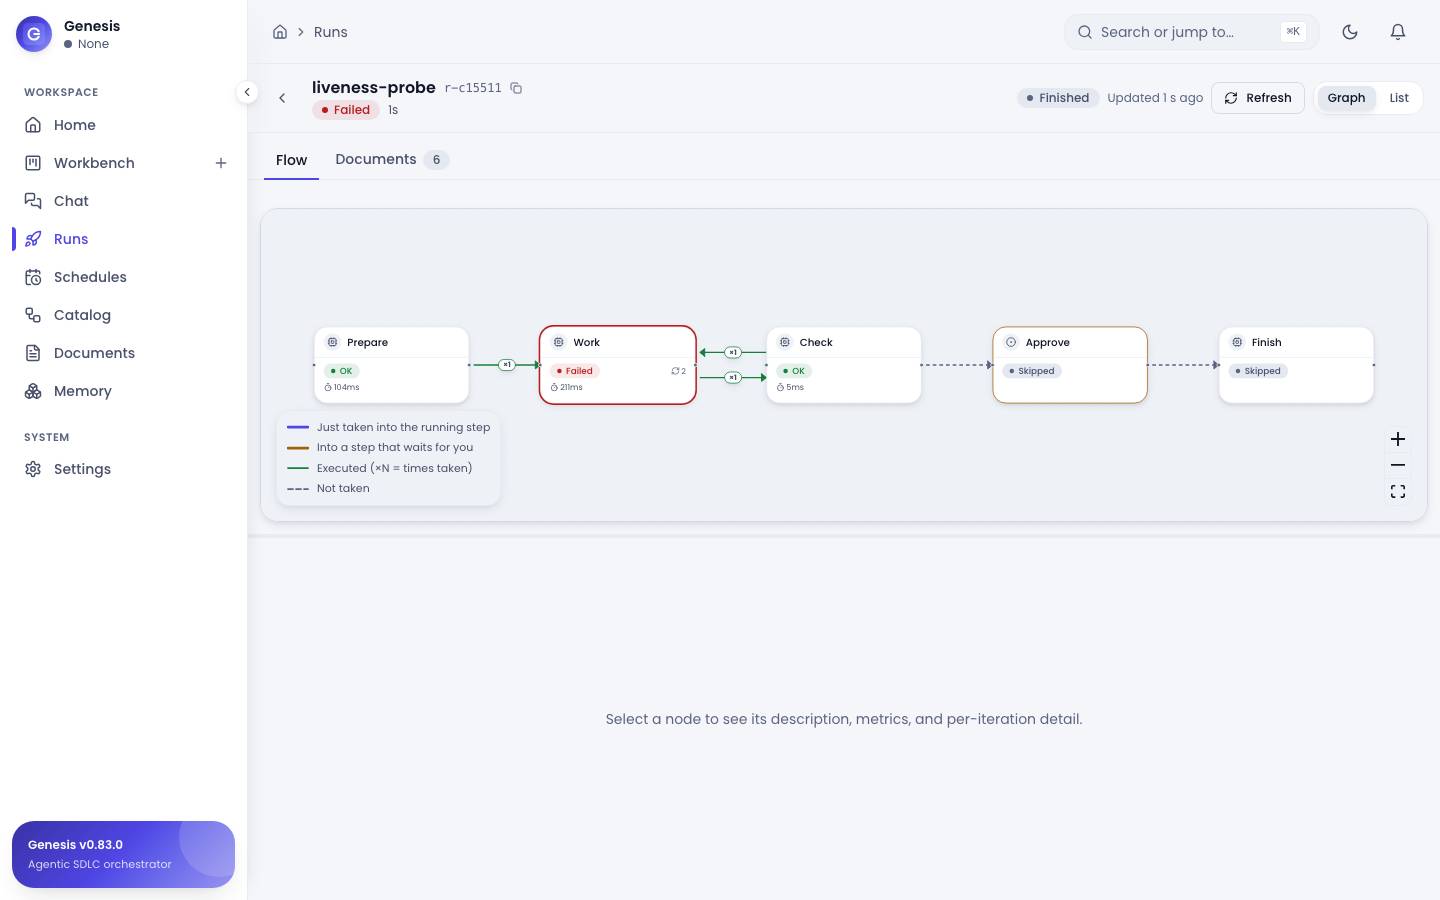 Genesis
None
WORKSPACE
Home
Workbench
Chat
Runs
Schedules
Catalog
Documents
Memory
SYSTEM
Settings
Genesis v0.83.0
Agentic SDLC orchestrator
Runs
Search or jump to...
⌘K
liveness-probe r-c15511
Failed 1s
Finished Updated 1 s ago Refresh Graph List
Flow Documents 6
Prepare
OK
104ms
×1
Work
Failed 2
211ms
×1
×1
Check
OK
5ms
Approve
Skipped
Finish
Skipped
Just taken into the running step
Into a step that waits for you
Executed (×N = times taken)
Not taken
Select a node to see its description, metrics, and per-iteration detail.